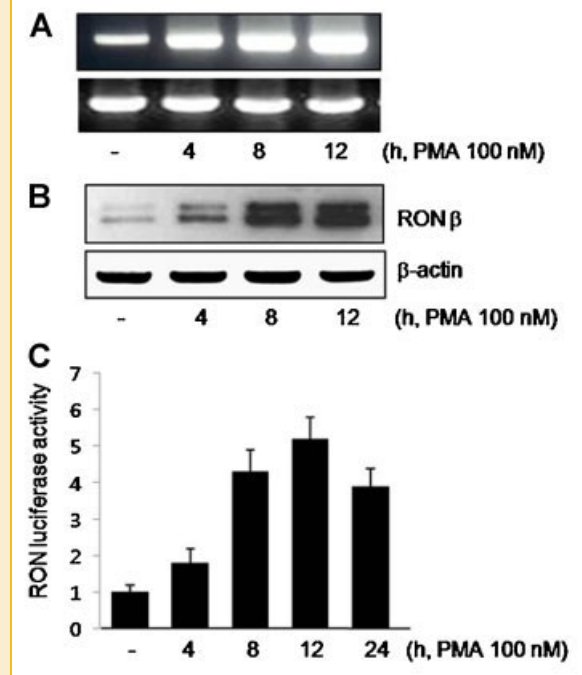 A
- 4 8 12 (h, PMA 100 nM)
B
RON β
β-actin
- 4 8 12 (h, PMA 100 nM)
C
RON luciferase activity
7
6
5
4
3
2
1
0
- 4 8 12 24 (h, PMA 100 nM)